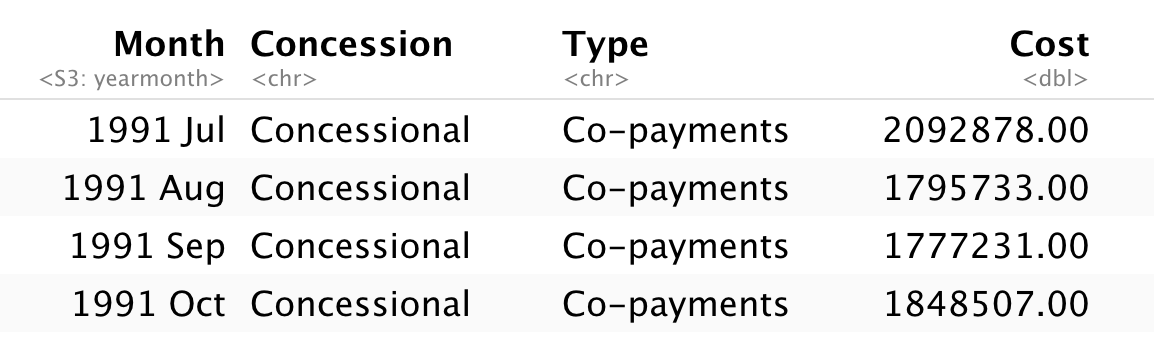 Month Concession Type Cost
<S3: yearmonth> <chr> <chr> <dbl>
1991 Jul Concessional Co-payments 2092878.00
1991 Aug Concessional Co-payments 1795733.00
1991 Sep Concessional Co-payments 1777231.00
1991 Oct Concessional Co-payments 1848507.00